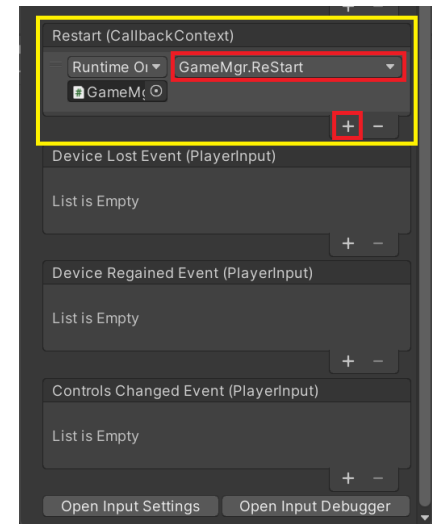 Restart (CallbackContext)
Runtime Oı GameMgr.ReStart
GameMg
Device Lost Event (PlayerInput)
List is Empty
Device Regained Event (PlayerInput)
List is Empty
Controls Changed Event (PlayerInput)
List is Empty
Open Input Settings Open Input Debugger